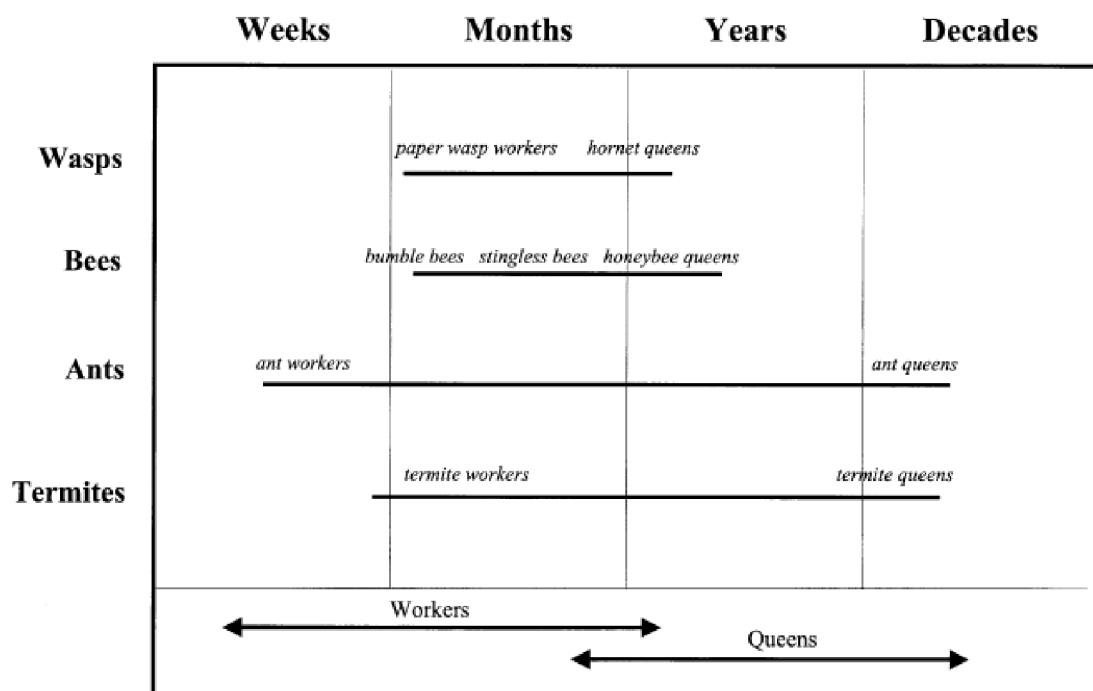 Weeks Months Years Decades
Wasps paper wasp workers hornet queens
Bees bumble bees stingless bees honeybee queens
Ants ant workers ant queens
Termites termite workers termite queens
Workers
Queens